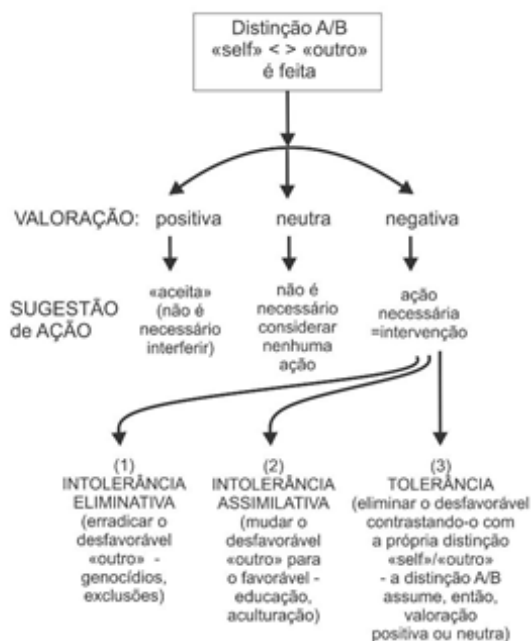 Distinção A/B
«self» < > «outro»
é feita
VALORAÇÃO: positiva neutra negativa
SUGESTÃO
de AÇÃO
«aceita»
(não é
necessário
interferir)
não é
necessário
considerar
nenhuma
ação
ação
necessária
=intervenção
(1)
INTOLERÂNCIA
ELIMINATIVA
(erradicar o
desfavorável
«outro» -
genocídios,
exclusões)
(2)
INTOLERÂNCIA
ASSIMILATIVA
(mudar o
desfavorável
«outro» para
o favorável -
educação,
aculturação)
(3)
TOLERÂNCIA
(eliminar o desfavorável
contrastando-o com
a própria distinção
«self»/«outro»
- a distinção A/B
assume, então,
valoração
positiva ou neutra)